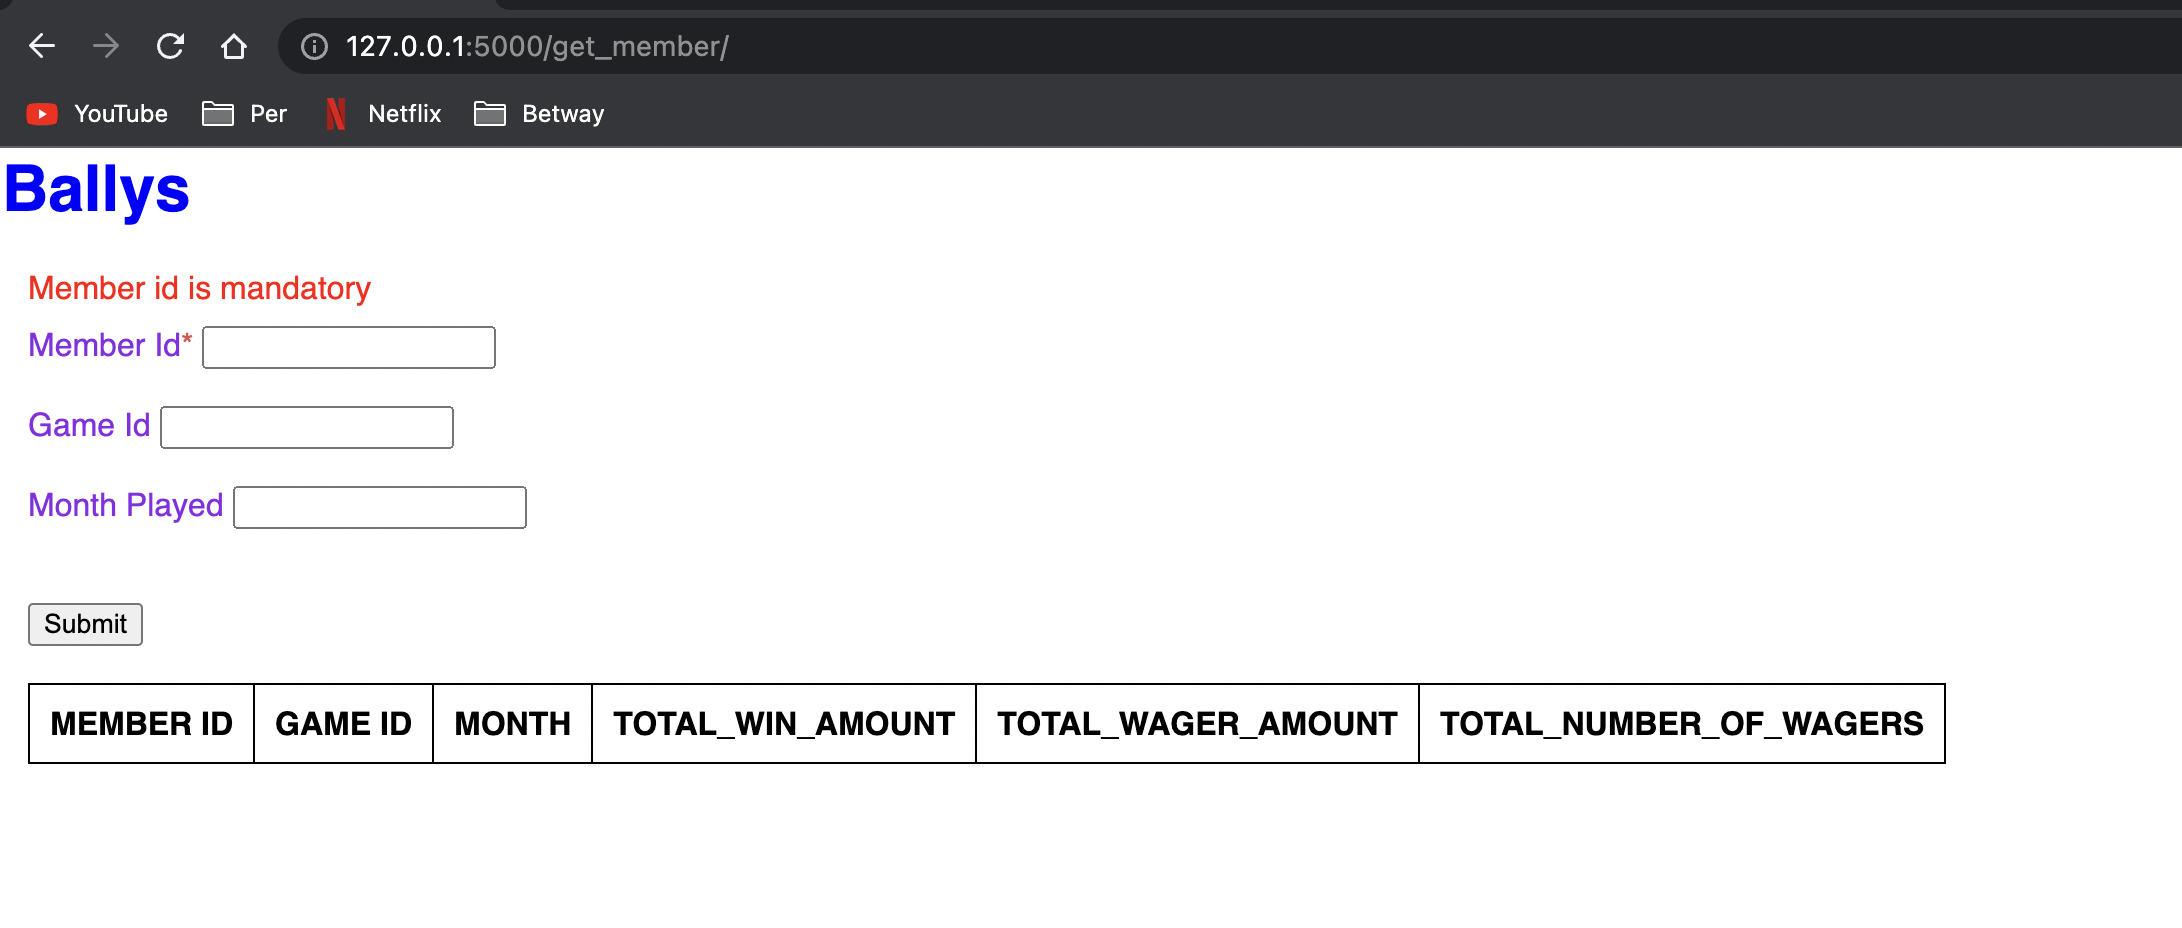 127.0.0.1:5000/get_member/
YouTube Per Netflix Betway
Ballys
Member id is mandatory
Member Id*
Game Id
Month Played
Submit
MEMBER ID GAME ID MONTH TOTAL_WIN_AMOUNT TOTAL_WAGER_AMOUNT TOTAL_NUMBER_OF_WAGERS